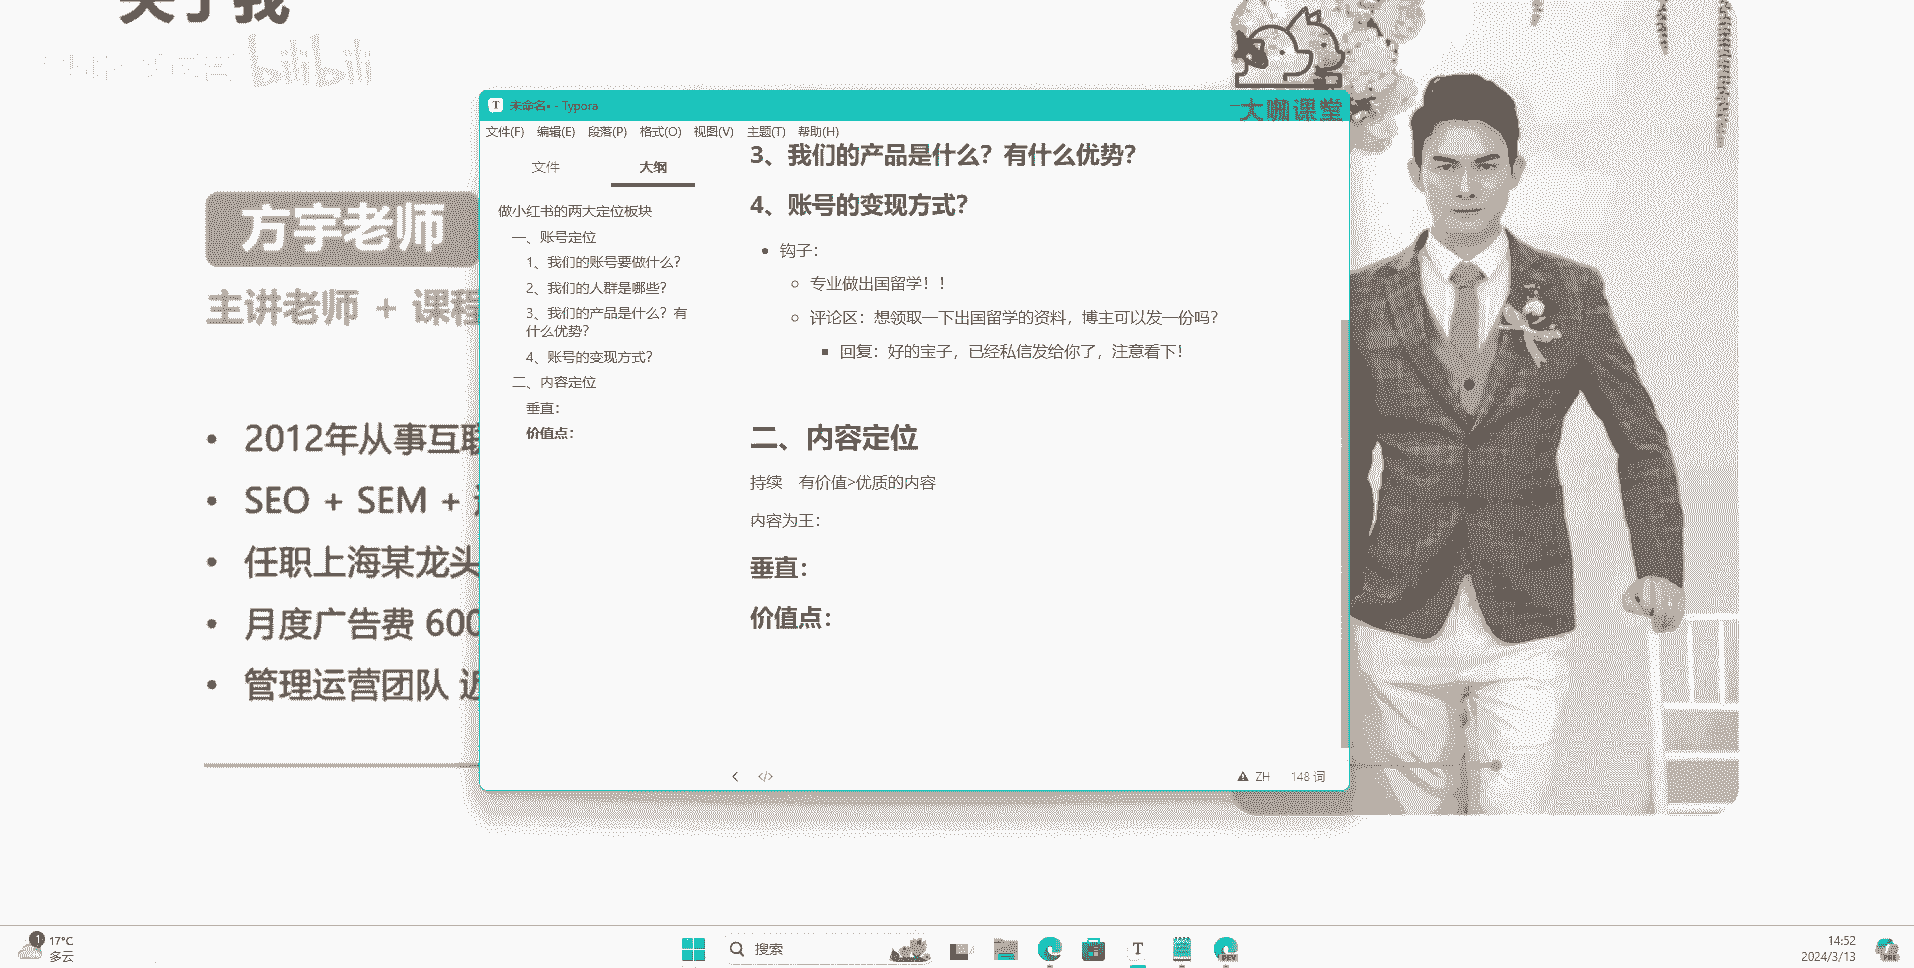 关于我
bilibili
大咖课堂
方宇老师
主讲老师 + 课程
2012年从事互联
SEO + SEM +
任职上海某龙头
月度广告费 600
管理运营团队 近
未命名• - Typora
文件(F) 编辑(E) 段落(P) 格式(O) 视图(V) 主题(T) 帮助(H)
文件 大纲
做小红书的两大定位板块
一、账号定位
1、我们的账号要做什么?
2、我们的人群是哪些?
3、我们的产品是什么?有
什么优势?
4、账号的变现方式?
二、内容定位
垂直:
价值点:
3、我们的产品是什么?有什么优势?
4、账号的变现方式?
钩子:
专业做出国留学!!
评论区:想领取一下出国留学的资料,博主可以发一份吗?
回复:好的宝子,已经私信发给你了,注意看下!
二、内容定位
持续 有价值>优质的内容
内容为王:
垂直:
价值点:
</> ZH 148 词
1 17°C
多云
搜索
T
DEV
14:52
2024/3/13
PRE